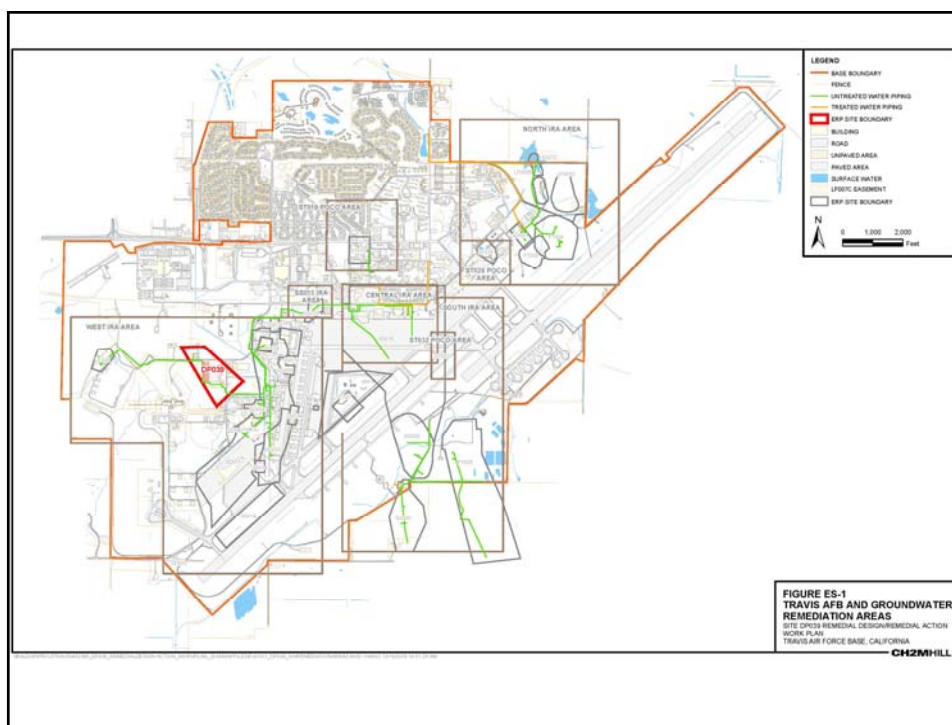 LEGEND
BASE BOUNDARY
FENCE
UNTREATED WATER PIPING
TREATED WATER PIPING
ERP SITE BOUNDARY
BUILDING
ROAD
UNPAVED AREA
PAVED AREA
SURFACE WATER
LF007C EASEMENT
ERP SITE BOUNDARY
N
0 1,000 2,000
Feet
NORTH IRA AREA
ST018 POCO AREA
ST028 POCO
AREA
IRA
AREA
CENTRAL IRA AREA
SOUTH IRA AREA
ST032 POCO AREA
WEST IRA AREA
DP039
FIGURE ES-1
TRAVIS AFB AND GROUNDWATER
REMEDIATION AREAS
SITE DP039 REMEDIAL DESIGN/REMEDIAL ACTION
WORK PLAN
TRAVIS AIR FORCE BASE, CALIFORNIA
CH2MHILL